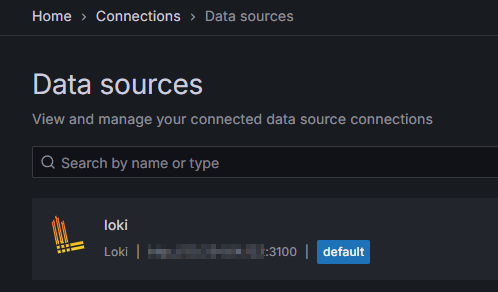 Home > Connections > Data sources
Data sources
View and manage your connected data source connections
Search by name or type
loki
Loki | :3100 | default